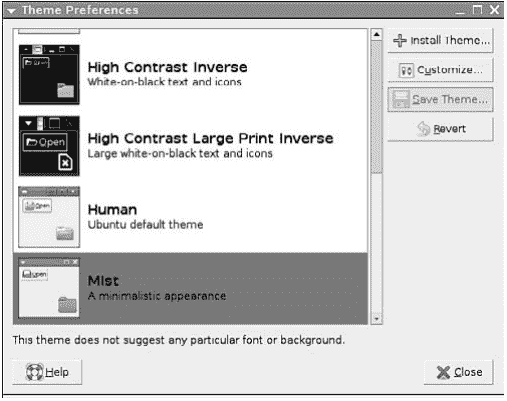 Theme Preferences
High Contrast Inverse
White-on-black text and icons
Open
High Contrast Large Print Inverse
Large white-on-black text and icons
Open
Human
Ubuntu default theme
Open
Mist
A minimalistic appearance
Open
Install Theme...
Customize...
Save Theme...
Revert
This theme does not suggest any particular font or background.
Help
Close